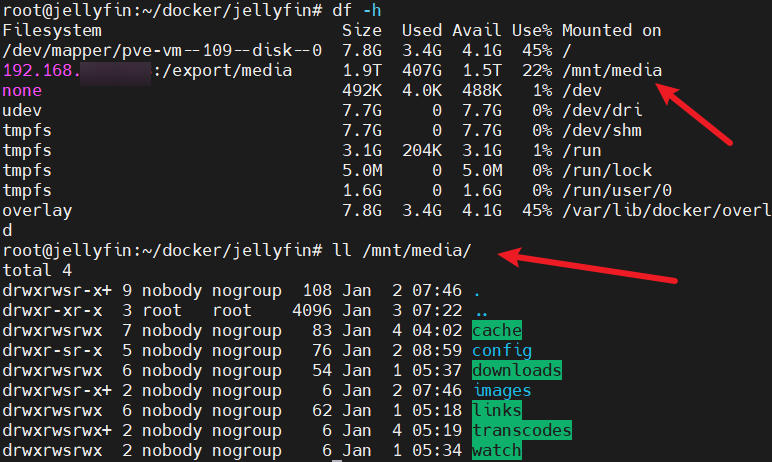 root@jellyfin:~/docker/jellyfin# df -h
Filesystem Size Used Avail Use% Mounted on
/dev/mapper/pve-vm--109--disk--0 7.8G 3.4G 4.1G 45% /
192.168. :/export/media 1.9T 407G 1.5T 22% /mnt/media
none 492K 4.0K 488K 1% /dev
udev 7.7G 0 7.7G 0% /dev/dri
tmpfs 7.7G 0 7.7G 0% /dev/shm
tmpfs 3.1G 204K 3.1G 1% /run
tmpfs 5.0M 0 5.0M 0% /run/lock
tmpfs 1.6G 0 1.6G 0% /run/user/0
overlay 7.8G 3.4G 4.1G 45% /var/lib/docker/overl
d
root@jellyfin:~/docker/jellyfin# ll /mnt/media/
total 4
drwxrwsr-x+ 9 nobody nogroup 108 Jan 2 07:46 .
drwxr-xr-x 3 root root 4096 Jan 3 07:22 ..
drwxrwsrwx 7 nobody nogroup 83 Jan 4 04:02 cache
drwxr-sr-x 5 nobody nogroup 76 Jan 2 08:59 config
drwxrwsrwx 6 nobody nogroup 54 Jan 1 05:37 downloads
drwxrwsr-x+ 2 nobody nogroup 6 Jan 2 07:46 images
drwxrwsrwx 6 nobody nogroup 62 Jan 1 05:18 links
drwxrwsrwx+ 2 nobody nogroup 6 Jan 4 05:19 transcodes
drwxrwsrwx 2 nobody nogroup 6 Jan 1 05:34 watch